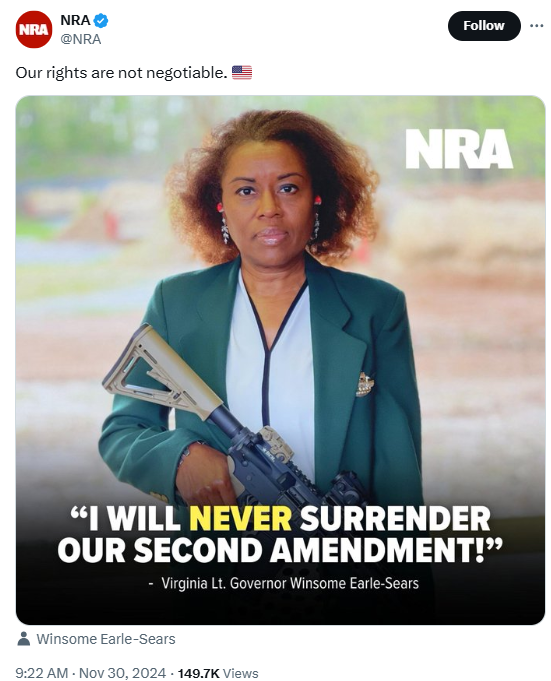 NRA
NRA
@NRA
Follow
Our rights are not negotiable. 🇺🇸
NRA
“I WILL NEVER SURRENDER
OUR SECOND AMENDMENT!”
- Virginia Lt. Governor Winsome Earle-Sears
Winsome Earle-Sears
9:22 AM · Nov 30, 2024 · 149.7K Views